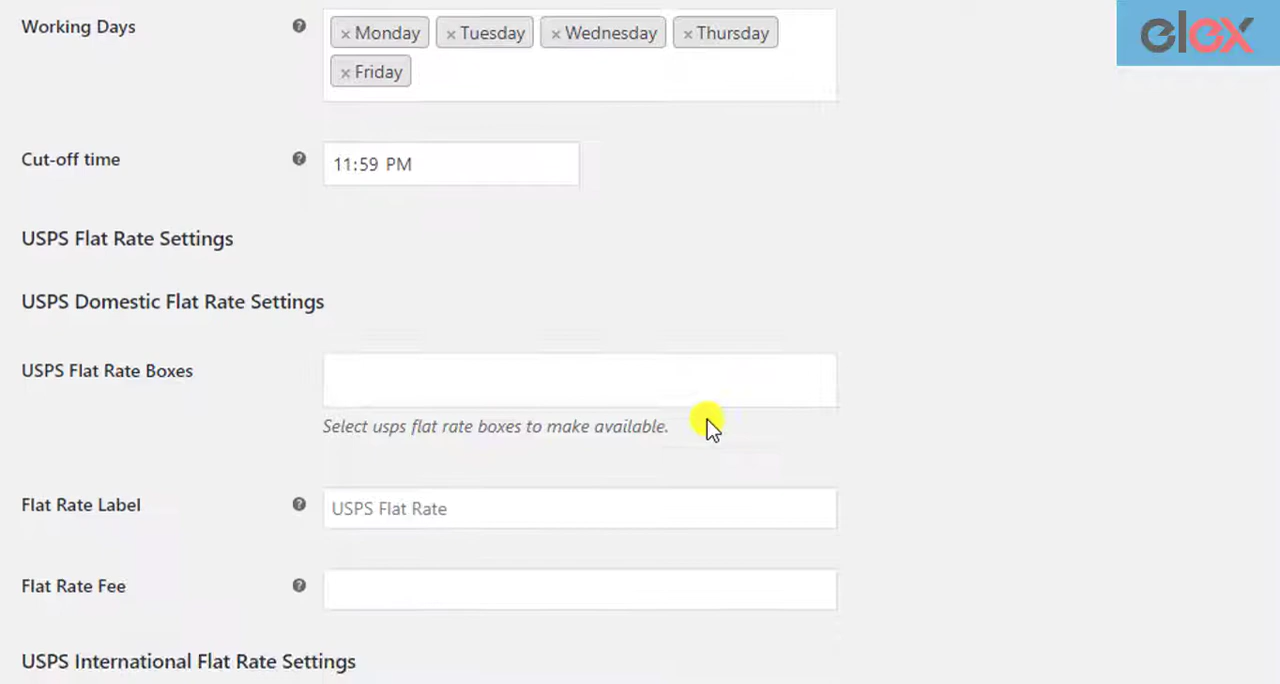 Working Days
× Monday × Tuesday × Wednesday × Thursday
× Friday
elex
Cut-off time
11:59 PM
USPS Flat Rate Settings
USPS Domestic Flat Rate Settings
USPS Flat Rate Boxes
Select usps flat rate boxes to make available.
Flat Rate Label
USPS Flat Rate
Flat Rate Fee
USPS International Flat Rate Settings